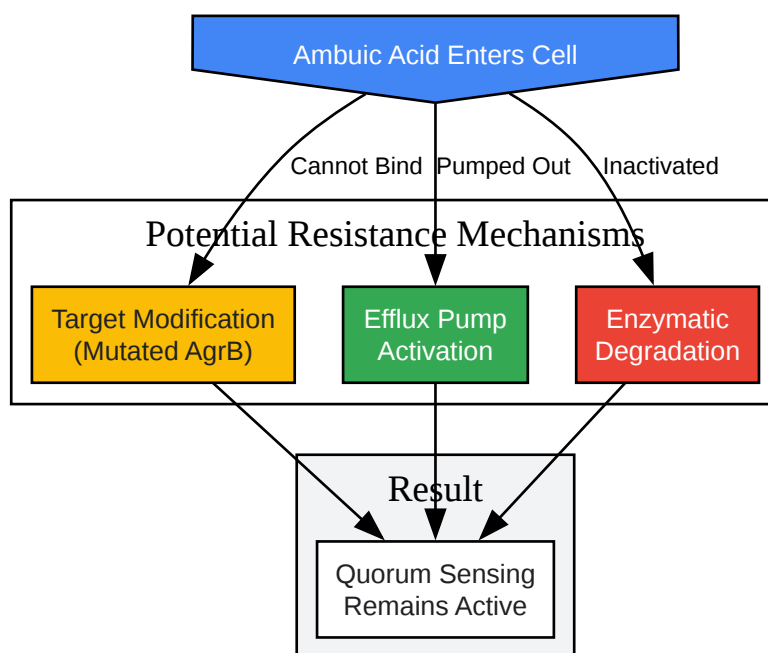 Ambuic Acid Enters Cell
Cannot Bind
Pumped Out
Inactivated
Potential Resistance Mechanisms
Target Modification
(Mutated AgrB)
Efflux Pump
Activation
Enzymatic
Degradation
Result
Quorum Sensing
Remains Active